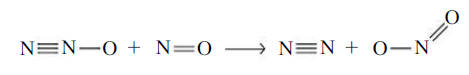 N≡N—O + N=O ⟶ N≡N + O—N=O